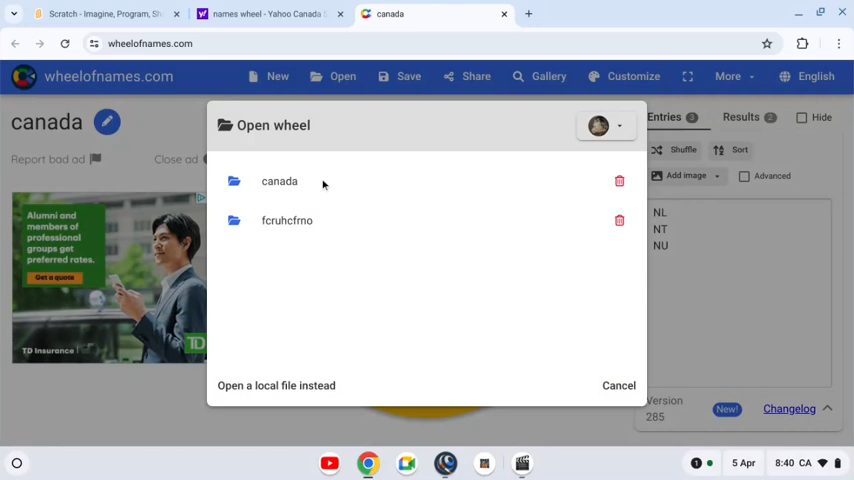 Scratch - Imagine, Program, Sh
names wheel - Yahoo Canada S
canada
wheelofnames.com
wheelofnames.com
New
Open
Save
Share
Gallery
Customize
More
English
canada
Report bad ad
Close ad
Open wheel
canada
fcruhcfrno
Open a local file instead
Cancel
Entries 3
Results 2
Hide
Shuffle
Sort
Add image
Advanced
NL
NT
NU
Version 285
New!
Changelog
Alumni and
members of
professional
groups get
preferred rates.
Get a quote
TD Insurance
TD
1
5 Apr
8:40 CA